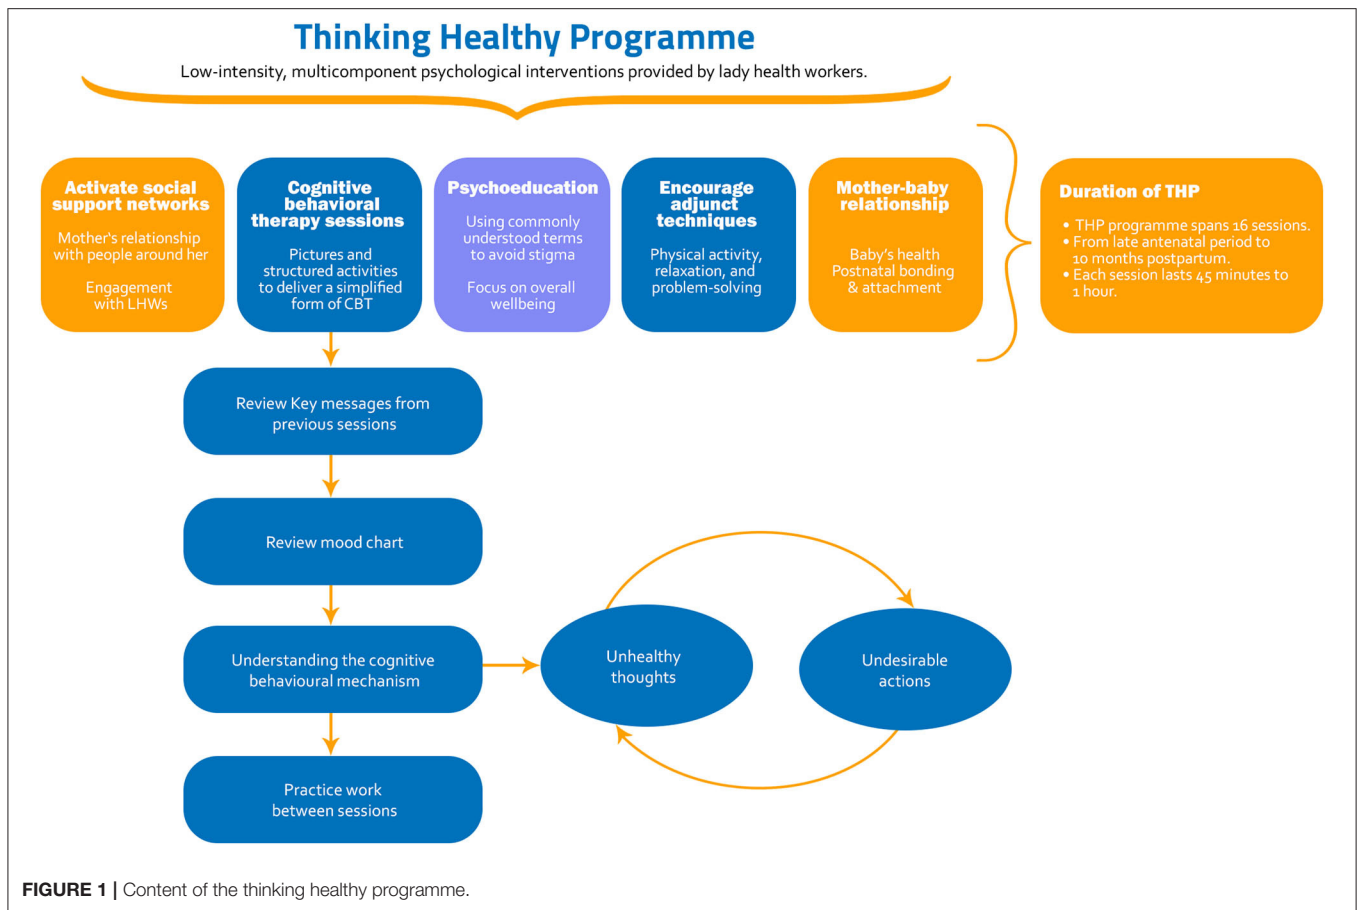 Thinking Healthy Programme
Low-intensity, multicomponent psychological interventions provided by lady health workers.
Activate social
support networks
Mother's relationship
with people around her
Engagement
with LHWs
Cognitive
behavioral
therapy sessions
Pictures and
structured activities
to deliver a simplified
form of CBT
Psychoeducation
Using commonly
understood terms
to avoid stigma
Focus on overall
wellbeing
Encourage
adjunct
techniques
Physical activity,
relaxation, and
problem-solving
Mother-baby
relationship
Baby's health
Postnatal bonding
& attachment
Duration of THP
• THP programme spans 16 sessions.
• From late antenatal period to
10 months postpartum.
• Each session lasts 45 minutes to
1 hour.
Review Key messages from
previous sessions
Review mood chart
Understanding the cognitive
behavioural mechanism
Unhealthy
thoughts
Undesirable
actions
Practice work
between sessions
FIGURE 1 | Content of the thinking healthy programme.